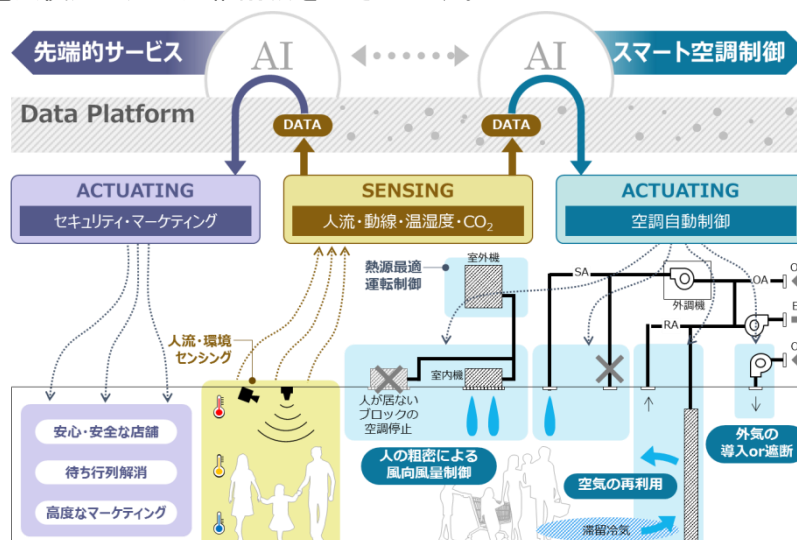 先端的サービス
AI
AI
スマート空調制御
Data Platform
DATA
DATA
ACTUATING
セキュリティ・マーケティング
SENSING
人流・動線・温湿度・CO₂
ACTUATING
空調自動制御
熱源最適
運転制御
室外機
SA
OA
外調機
RA
人流・環境
センシング
人が居ない
ブロックの
空調停止
室内機
人の粗密による
風向風量制御
外気の
導入or遮断
空気の再利用
滞留冷気
安心・安全な店舗
待ち行列解消
高度なマーケティング